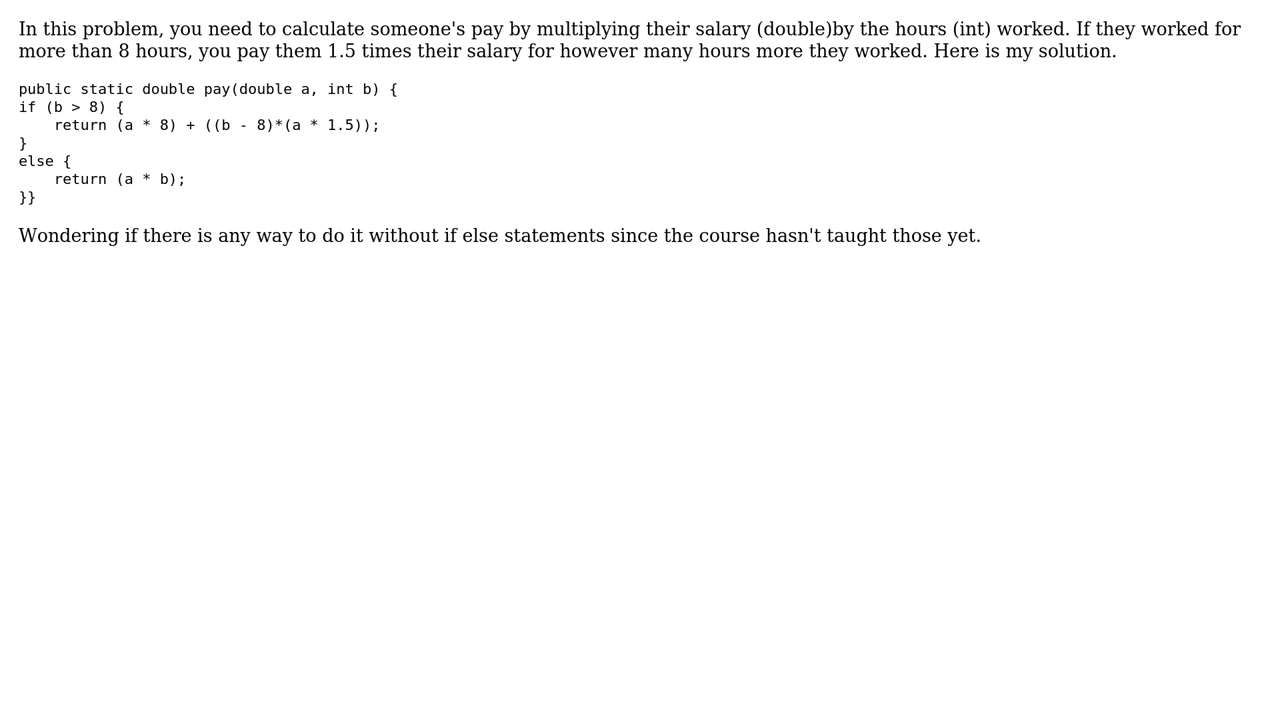 In this problem, you need to calculate someone's pay by multiplying their salary (double)by the hours (int) worked. If they worked for
more than 8 hours, you pay them 1.5 times their salary for however many hours more they worked. Here is my solution.
public static double pay(double a, int b) {
if (b > 8) {
    return (a * 8) + ((b - 8)*(a * 1.5));
}
else {
    return (a * b);
}}
Wondering if there is any way to do it without if else statements since the course hasn't taught those yet.